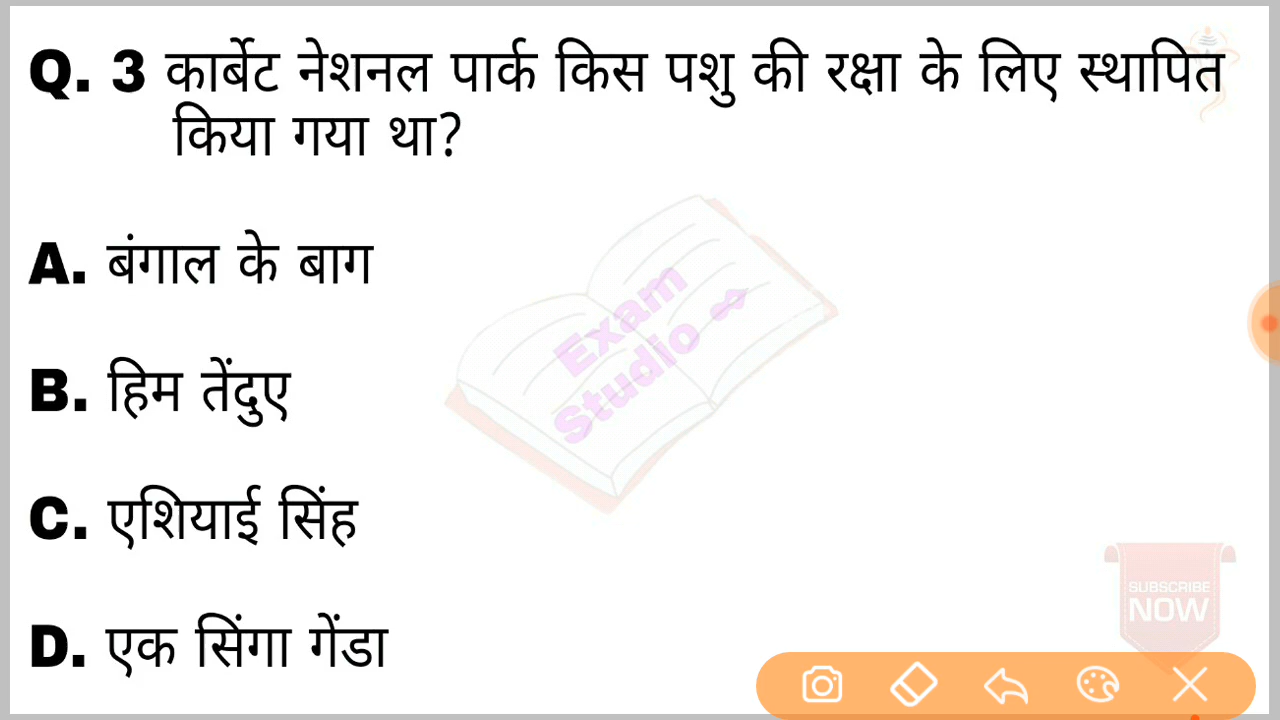 Q. 3 कार्बेट नेशनल पार्क किस पशु की रक्षा के लिए स्थापित
किया गया था?
A. बंगाल के बाग
B. हिम तेंदुए
C. एशियाई सिंह
D. एक सिंगा गेंडा
Exam
Studio
SUBSCRIBE
NOW